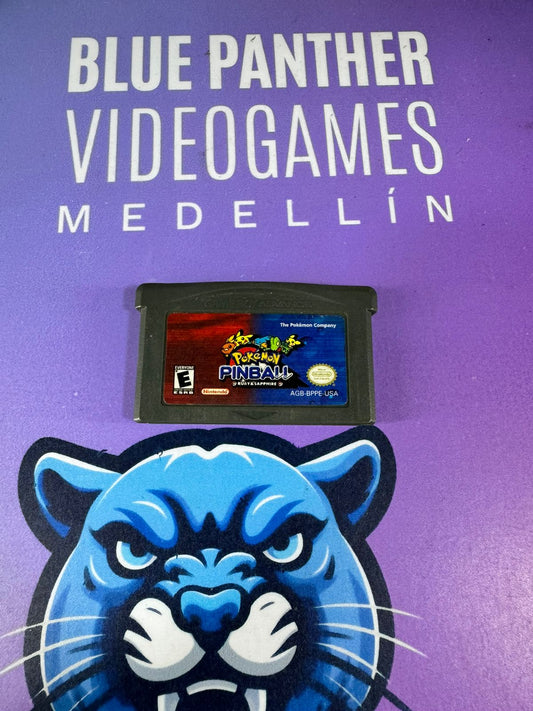 BLUE PANTHER
VIDEOGAMES
MEDELLÍN
The Pokémon Company
POKéMON
PINBALL
RUBY & SAPPHIRE
EVERYONE
E
ESRB
Nintendo
AGB-BPPE-USA